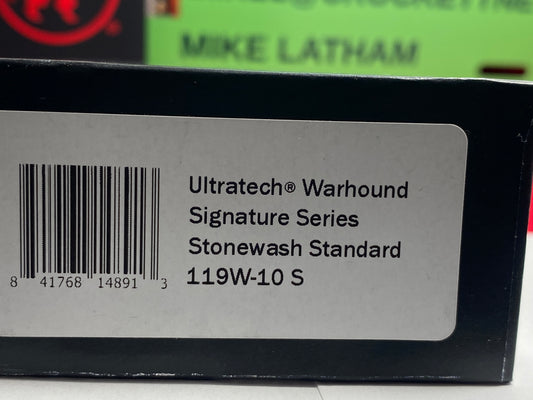 MIKE LATHAM
Ultratech® Warhound
Signature Series
Stonewash Standard
119W-10 S
8 41768 14891 3